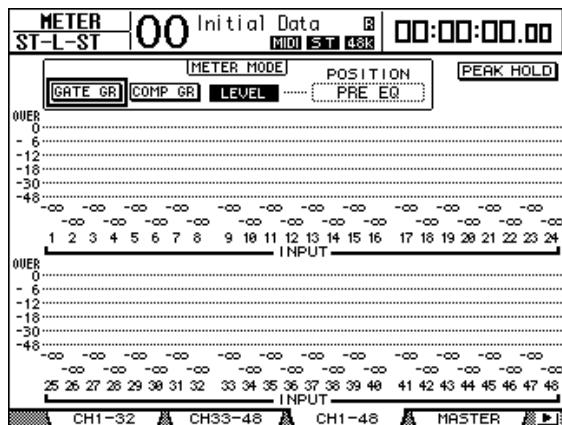 METER
ST-L-ST
00 Initial Data R
MIDI ST 48K
00:00:00.00
METER MODE
POSITION
PEAK HOLD
GATE GR COMP GR LEVEL PRE EQ
OVER
0
- 6
-12
-18
-30
-48
-∞ -∞ -∞ -∞ -∞ -∞ -∞ -∞ -∞ -∞ -∞ -∞
-∞ -∞ -∞ -∞ -∞ -∞ -∞ -∞ -∞ -∞ -∞ -∞
1 2 3 4 5 6 7 8 9 10 11 12 13 14 15 16 17 18 19 20 21 22 23 24
INPUT
OVER
0
- 6
-12
-18
-30
-48
-∞ -∞ -∞ -∞ -∞ -∞ -∞ -∞ -∞ -∞ -∞ -∞
-∞ -∞ -∞ -∞ -∞ -∞ -∞ -∞ -∞ -∞ -∞ -∞
25 26 27 28 29 30 31 32 33 34 35 36 37 38 39 40 41 42 43 44 45 46 47 48
INPUT
CH1-32 CH33-48 CH1-48 MASTER